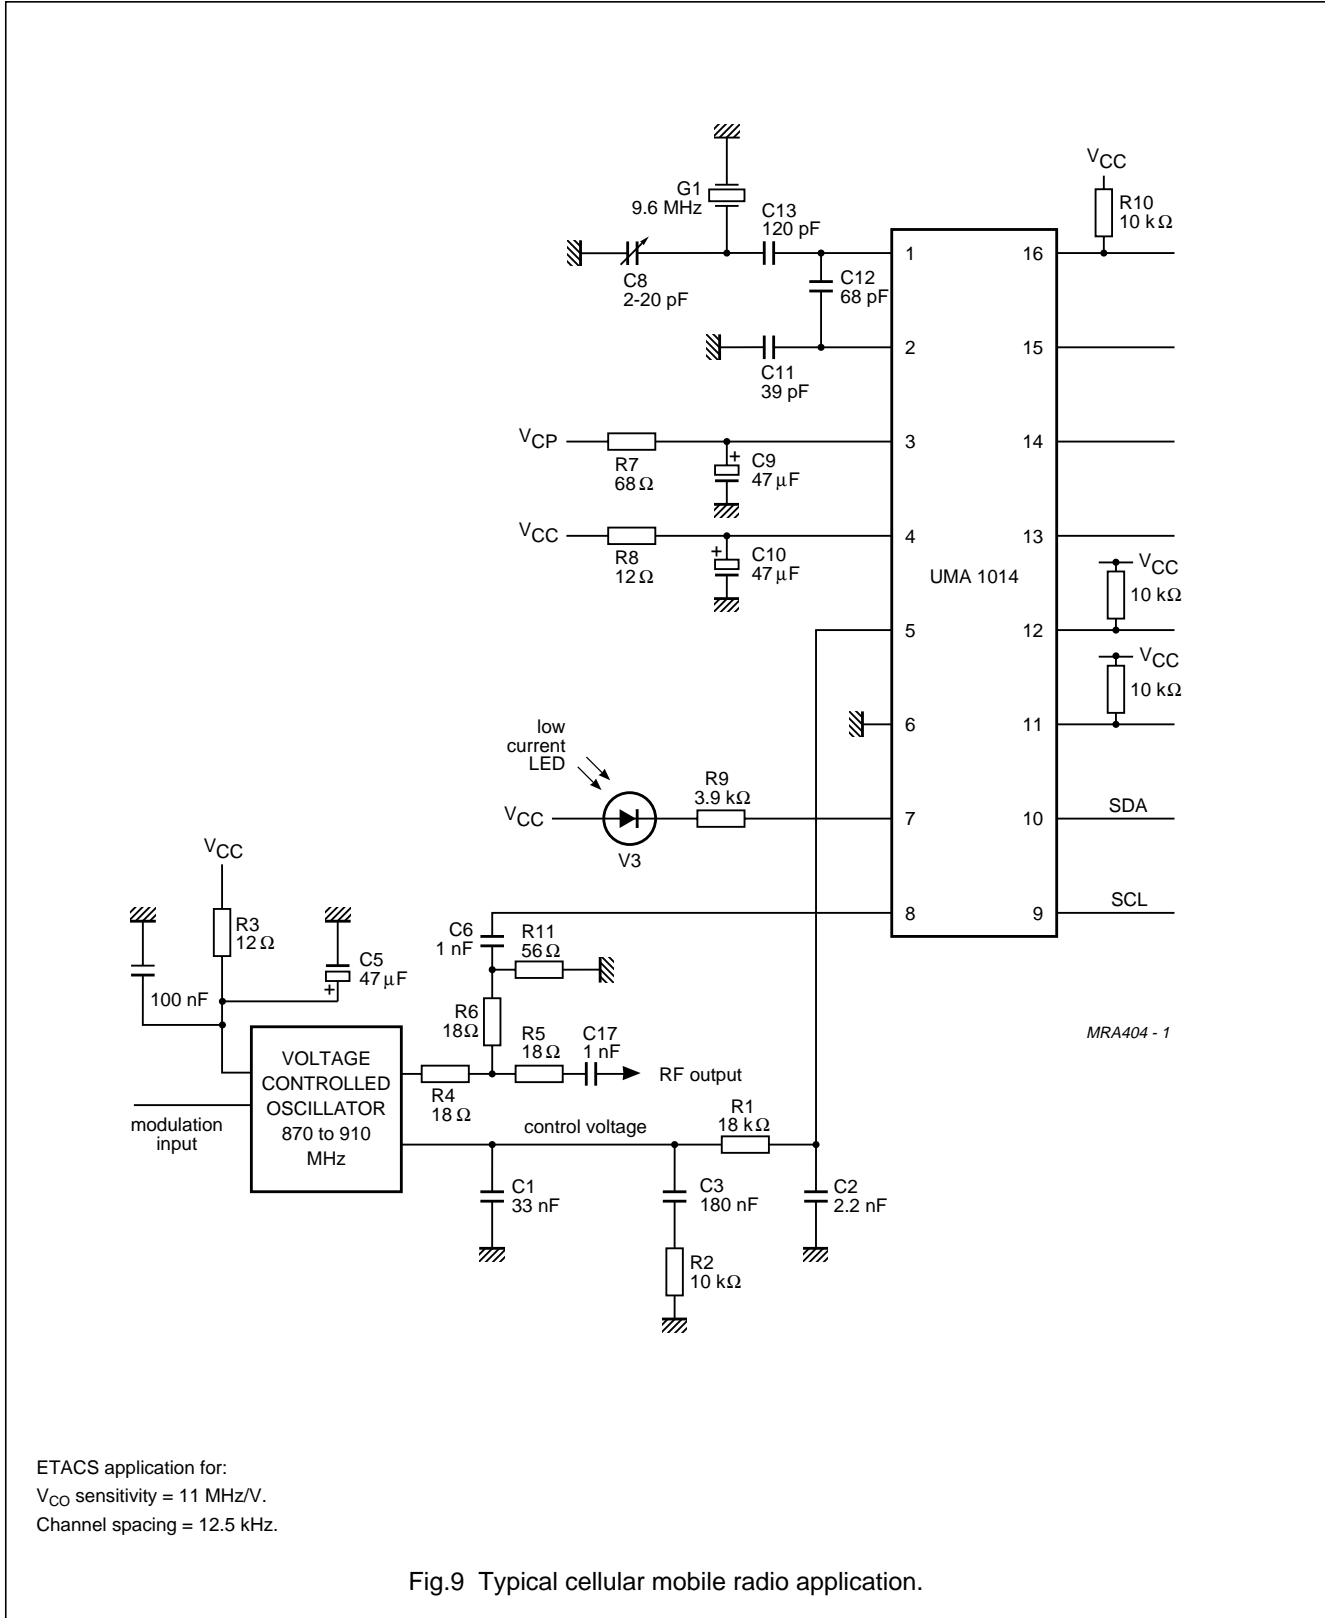 G1
9.6 MHz
C13
120 pF
C8
2-20 pF
C12
68 pF
C11
39 pF
VCC
R10
10 kΩ
1
16
2
15
VCP
R7
68 Ω
+
C9
47 μF
3
14
VCC
R8
12 Ω
+
C10
47 μF
4
13
UMA 1014
VCC
10 kΩ
5
12
VCC
10 kΩ
6
11
low
current
LED
VCC
V3
R9
3.9 kΩ
7
10
SDA
8
9
SCL
VCC
R3
12 Ω
C5
47 μF
+
100 nF
C6
1 nF
R11
56 Ω
R6
18 Ω
R5
18 Ω
C17
1 nF
RF output
R4
18 Ω
MRA404 - 1
VOLTAGE
CONTROLLED
OSCILLATOR
870 to 910
MHz
modulation
input
control voltage
R1
18 kΩ
C1
33 nF
C3
180 nF
C2
2.2 nF
R2
10 kΩ
ETACS application for:
VCO sensitivity = 11 MHz/V.
Channel spacing = 12.5 kHz.
Fig.9 Typical cellular mobile radio application.